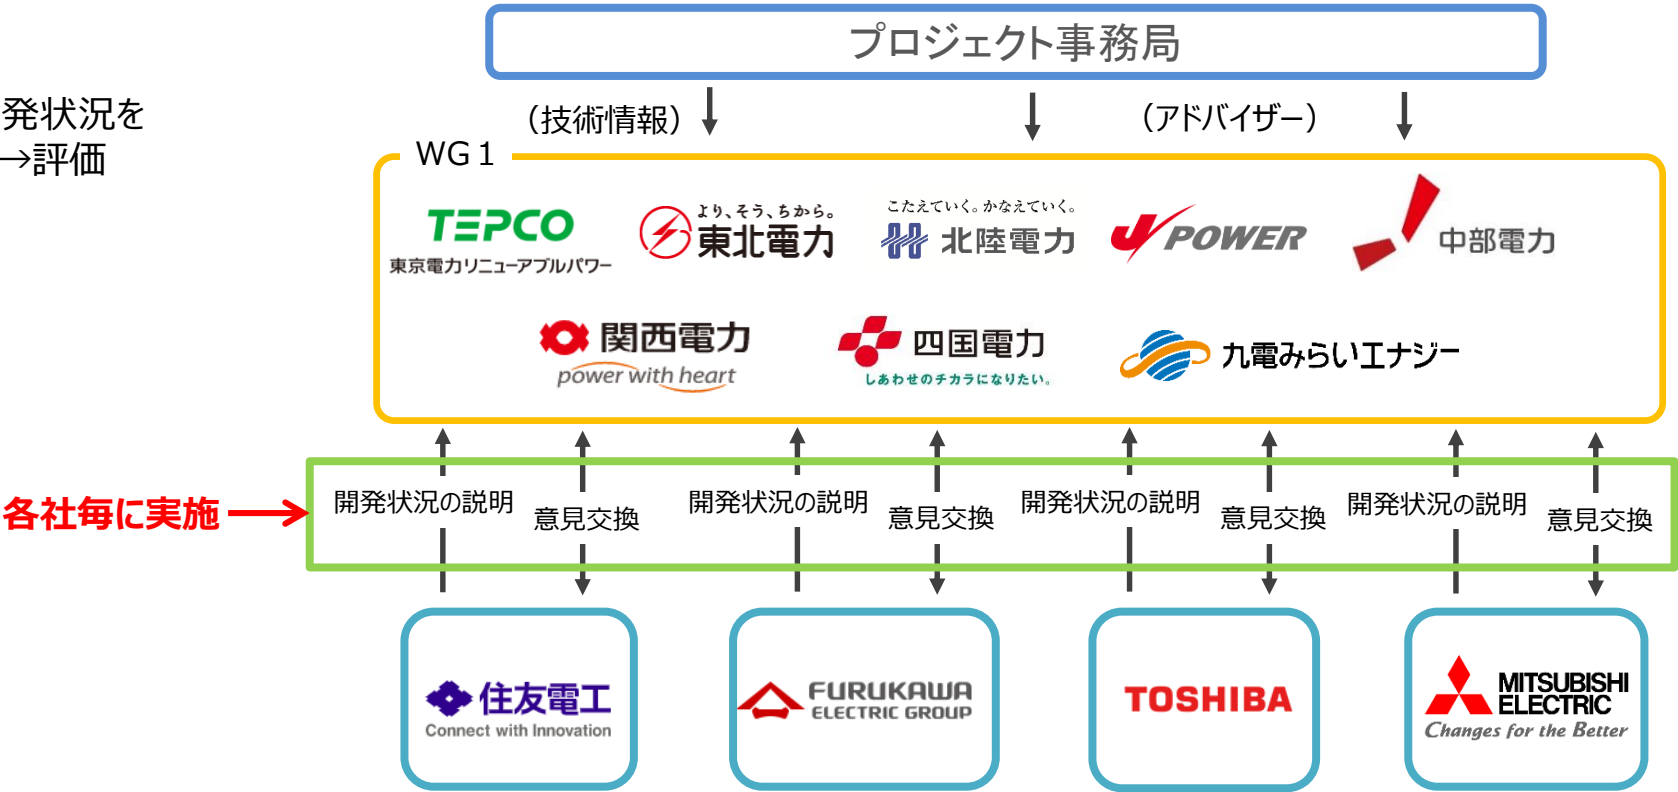 プロジェクト事務局
発状況を
→評価
（技術情報）
（アドバイザー）
WG１
TEPCO
東京電力リニューアブルパワー
より、そう、ちから。
東北電力
こたえていく。かなえていく。
北陸電力
J POWER
中部電力
関西電力
power with heart
四国電力
しあわせのチカラになりたい。
九電みらいエナジー
各社毎に実施
開発状況の説明
意見交換
開発状況の説明
意見交換
開発状況の説明
意見交換
開発状況の説明
意見交換
住友電工
Connect with Innovation
FURUKAWA
ELECTRIC GROUP
TOSHIBA
MITSUBISHI
ELECTRIC
Changes for the Better